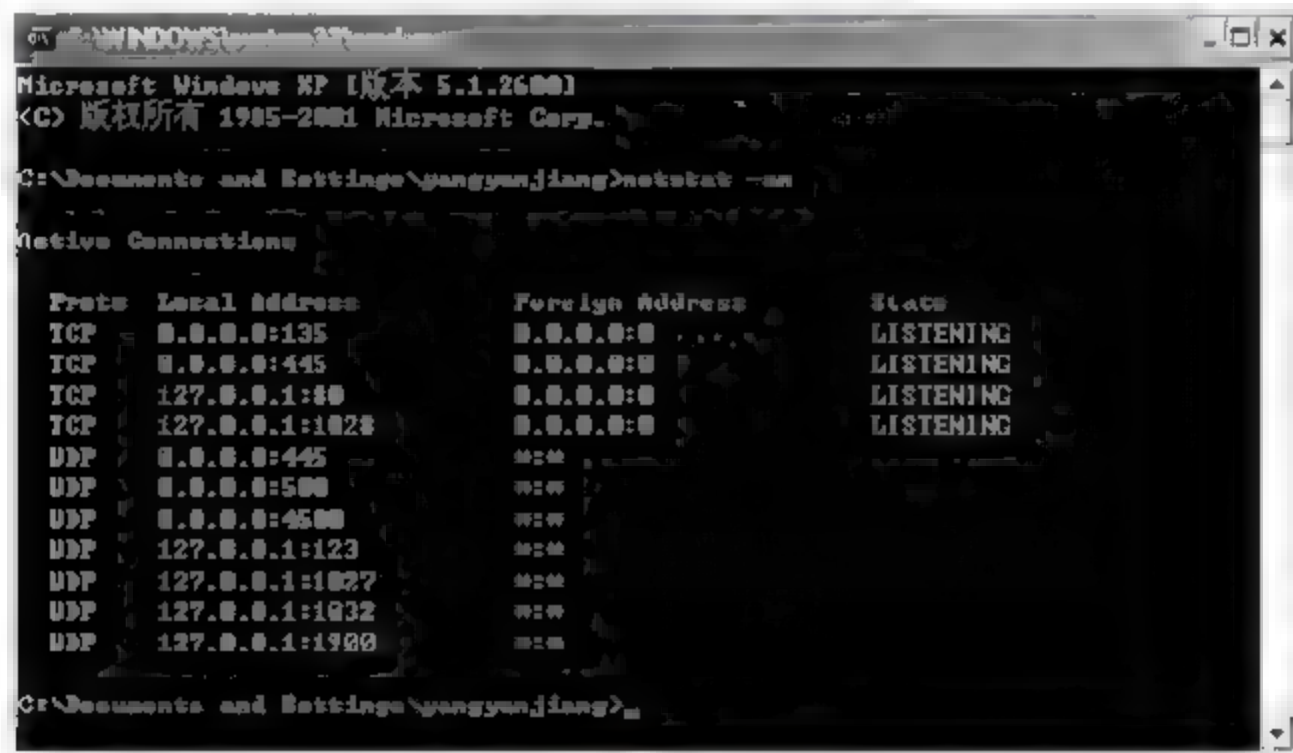 Microsoft Windows XP [版本 5.1.2600]
<C> 版权所有 1985-2001 Microsoft Corp.
C:\Documents and Settings\yangyunjiang>netstat -an
Active Connections
Proto Local Address Foreign Address State
TCP 0.0.0.0:135 0.0.0.0:0 LISTENING
TCP 0.0.0.0:445 0.0.0.0:0 LISTENING
TCP 127.0.0.1:80 0.0.0.0:0 LISTENING
TCP 127.0.0.1:1028 0.0.0.0:0 LISTENING
UDP 0.0.0.0:445 *:*
UDP 0.0.0.0:500 *:*
UDP 0.0.0.0:4500 *:*
UDP 127.0.0.1:123 *:*
UDP 127.0.0.1:1027 *:*
UDP 127.0.0.1:1032 *:*
UDP 127.0.0.1:1900 *:*
C:\Documents and Settings\yangyunjiang>_